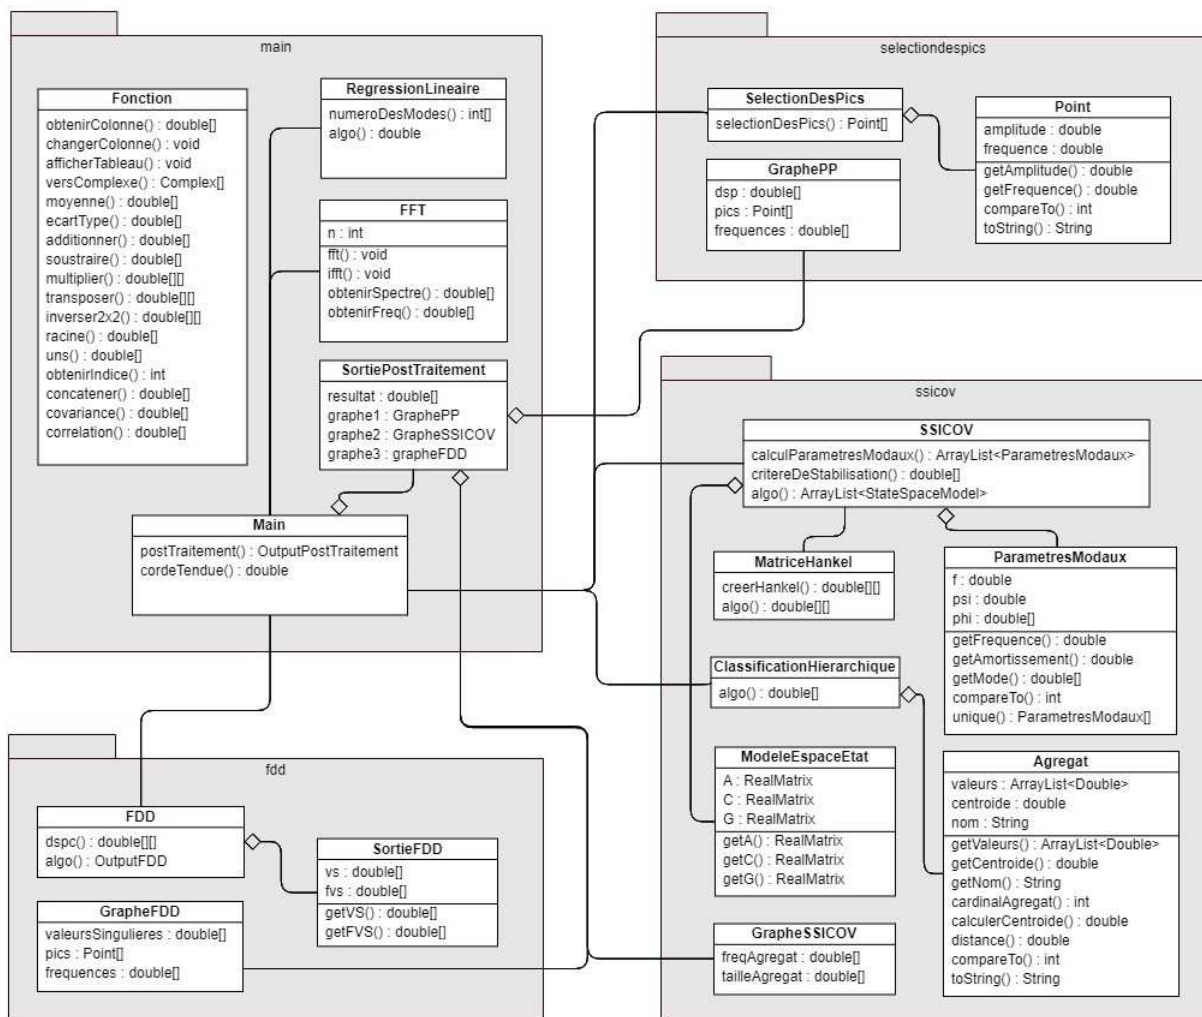 main
Fonction
obtenirColonne() : double[]
changerColonne() : void
afficherTableau() : void
versComplexe() : Complex[]
moyenne() : double[]
ecartType() : double[]
additionner() : double[]
soustraire() : double[]
multiplier() : double[][]
transposer() : double[][]
inverser2x2() : double[][]
racine() : double[]
uns() : double[]
obtenirIndice() : int
concatener() : double[]
covariance() : double[]
correlation() : double[]
RegressionLineaire
numeroDesModes() : int[]
algo() : double
FFT
n : int
fft() : void
ifft() : void
obtenirSpectre() : double[]
obtenirFreq() : double[]
SortiePostTraitement
resultat : double[]
graphe1 : GraphePP
graphe2 : GrapheSSICOV
graphe3 : grapheFDD
Main
postTraitement() : OutputPostTraitement
cordeTendue() : double
selectiondespics
SelectionDesPics
selectionDesPics() : Point[]
GraphePP
dsp : double[]
pics : Point[]
frequences : double[]
Point
amplitude : double
frequence : double
getAmplitude() : double
getFrequence() : double
compareTo() : int
toString() : String
ssicov
SSICOV
calculParametresModaux() : ArrayList<ParametresModaux>
critereDeStabilisation() : double[]
algo() : ArrayList<StateSpaceModel>
MatriceHankel
creerHankel() : double[][]
algo() : double[][]
ParametresModaux
f : double
psi : double
phi : double[]
getFrequence() : double
getAmortissement() : double
getMode() : double[]
compareTo() : int
unique() : ParametresModaux[]
ClassificationHierarchique
algo() : double[]
ModeleEspaceEtat
A : RealMatrix
C : RealMatrix
G : RealMatrix
getA() : RealMatrix
getC() : RealMatrix
getG() : RealMatrix
Agregat
valeurs : ArrayList<Double>
centroide : double
nom : String
getValeurs() : ArrayList<Double>
getCentroide() : double
getNom() : String
cardinalAgregat() : int
calculerCentroide() : double
distance() : double
compareTo() : int
toString() : String
GrapheSSICOV
freqAgregat : double[]
tailleAgregat : double[]
fdd
FDD
dspc() : double[][]
algo() : OutputFDD
SortieFDD
vs : double[]
fvs : double[]
getVS() : double[]
getFVS() : double[]
GrapheFDD
valeursSingulieres : double[]
pics : Point[]
frequences : double[]